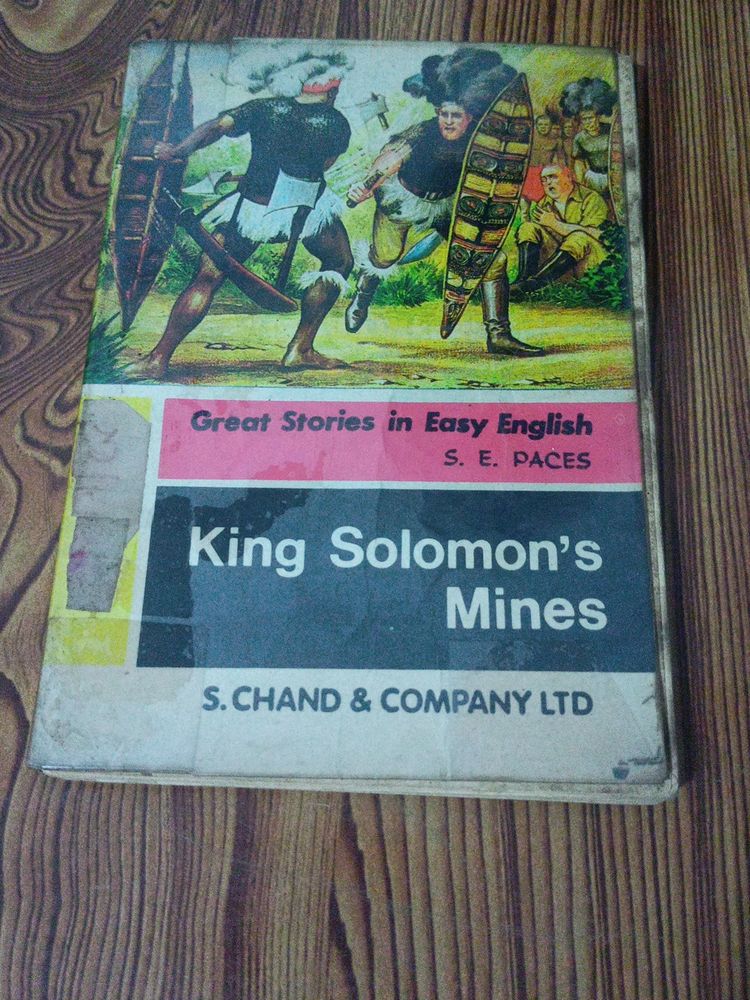 Great Stories in Easy English
S. E. PACES
King Solomon's
Mines
S. CHAND & COMPANY LTD